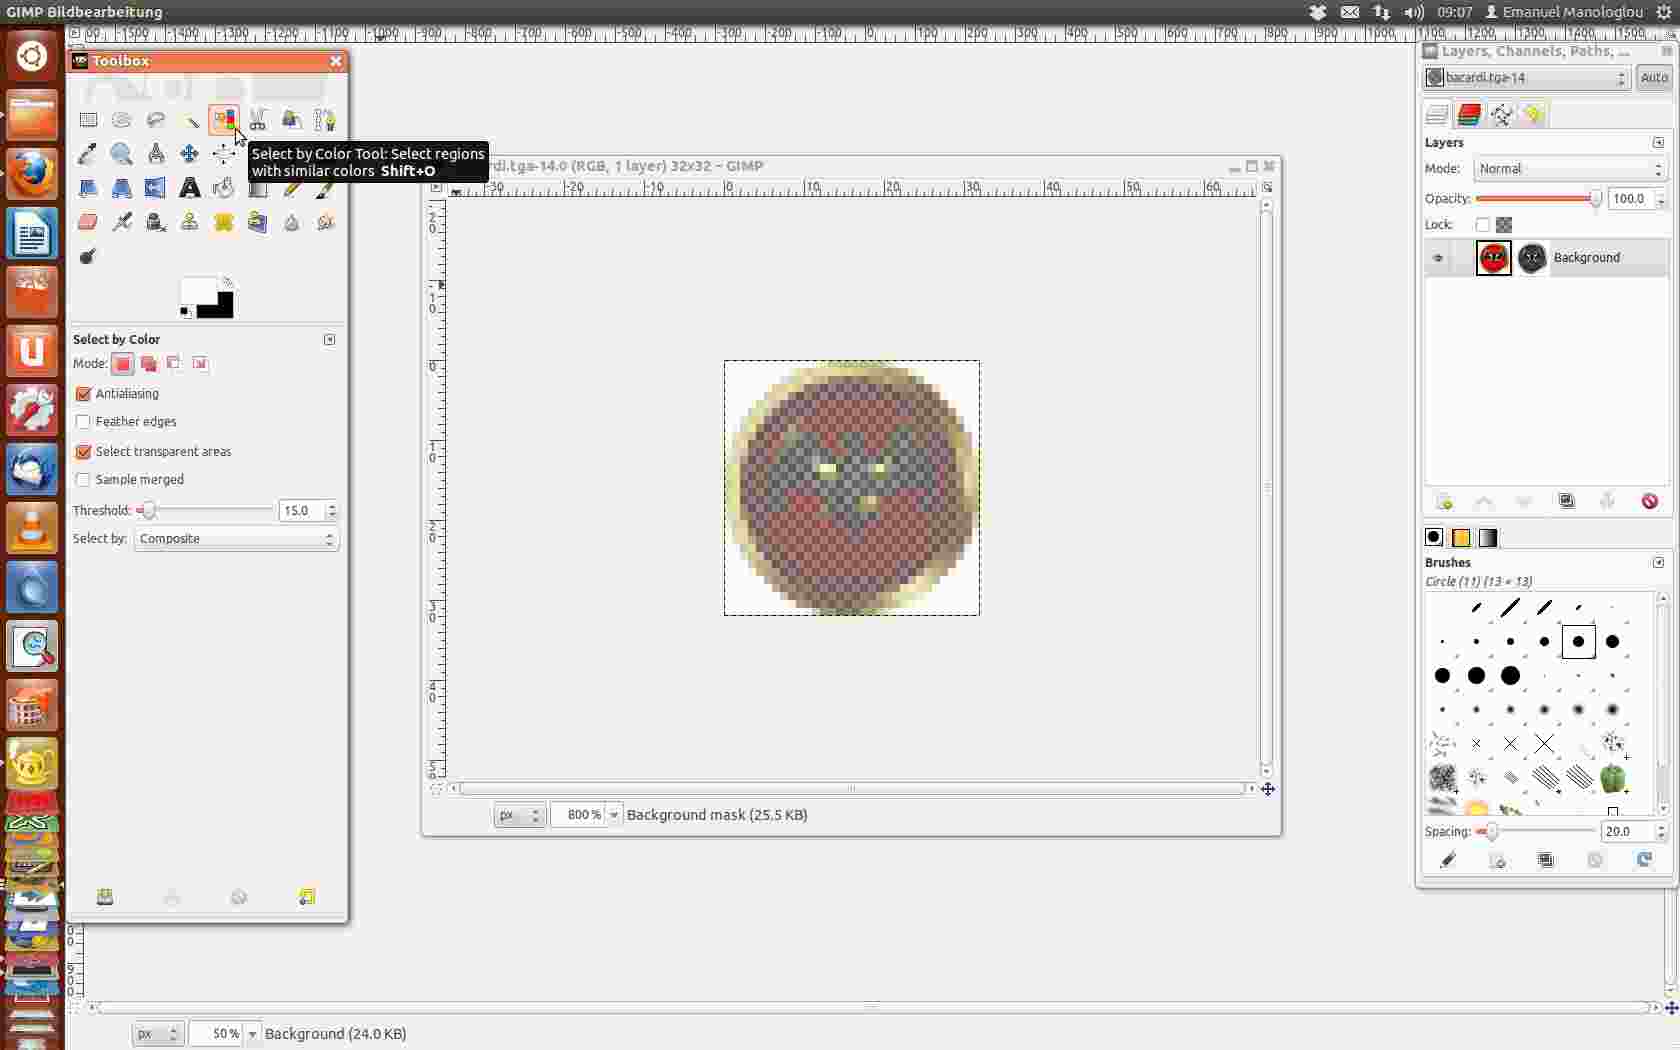 GIMP Bildbearbeitung
09:07
Emanuel Manologlou
Toolbox
Select by Color Tool: Select regions
with similar colors Shift+O
Select by Color
Mode:
Antialiasing
Feather edges
Select transparent areas
Sample merged
Threshold:
15.0
Select by:
Composite
rdi.tga-14.0 (RGB, 1 layer) 32x32 – GIMP
px
800 %
Background mask (25.5 KB)
px
50 %
Background (24.0 KB)
Layers, Channels, Paths, ...
bacardi.tga-14
Auto
Layers
Mode:
Normal
Opacity:
100.0
Lock:
Background
Brushes
Circle (11) (13 × 13)
Spacing:
20.0